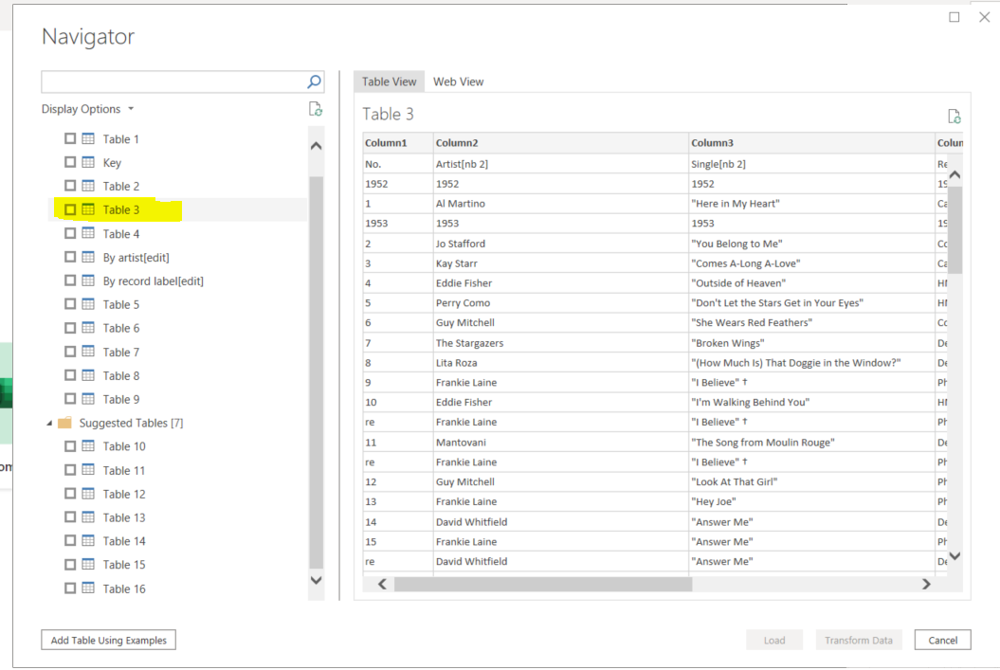 Navigator
Display Options
Table 1
Key
Table 2
Table 3
Table 4
By artist[edit]
By record label[edit]
Table 5
Table 6
Table 7
Table 8
Table 9
Suggested Tables [7]
Table 10
Table 11
Table 12
Table 13
Table 14
Table 15
Table 16
Table View Web View
Table 3
Column1 Column2 Column3 Colum
No. Artist[nb 2] Single[nb 2] Re
1952 1952 1952 19
1 Al Martino "Here in My Heart" Ca
1953 1953 1953 19
2 Jo Stafford "You Belong to Me" Co
3 Kay Starr "Comes A-Long A-Love" Ca
4 Eddie Fisher "Outside of Heaven" HM
5 Perry Como "Don't Let the Stars Get in Your Eyes" HM
6 Guy Mitchell "She Wears Red Feathers" Co
7 The Stargazers "Broken Wings" De
8 Lita Roza "(How Much Is) That Doggie in the Window?" De
9 Frankie Laine "I Believe" † Ph
10 Eddie Fisher "I'm Walking Behind You" HM
re Frankie Laine "I Believe" † Ph
11 Mantovani "The Song from Moulin Rouge" De
re Frankie Laine "I Believe" † Ph
12 Guy Mitchell "Look At That Girl" Ph
13 Frankie Laine "Hey Joe" Ph
14 David Whitfield "Answer Me" De
15 Frankie Laine "Answer Me" Ph
re David Whitfield "Answer Me" De
om
Add Table Using Examples Load Transform Data Cancel